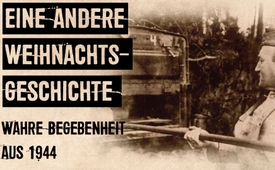 EINE ANDERE
WEIHNACHTS-
GESCHICHTE
WAHRE BEGEBENHEIT
AUS 1944